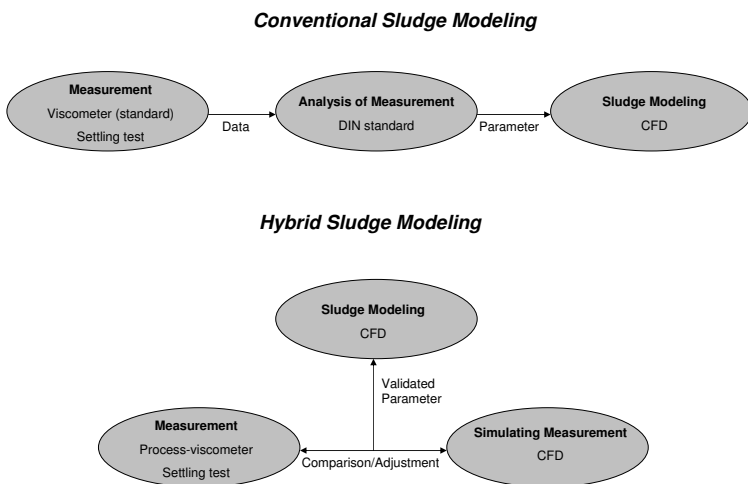 Conventional Sludge Modeling
Measurement
Viscometer (standard)
Settling test
Data
Analysis of Measurement
DIN standard
Parameter
Sludge Modeling
CFD
Hybrid Sludge Modeling
Sludge Modeling
CFD
Validated
Parameter
Measurement
Process-viscometer
Settling test
Comparison/Adjustment
Simulating Measurement
CFD